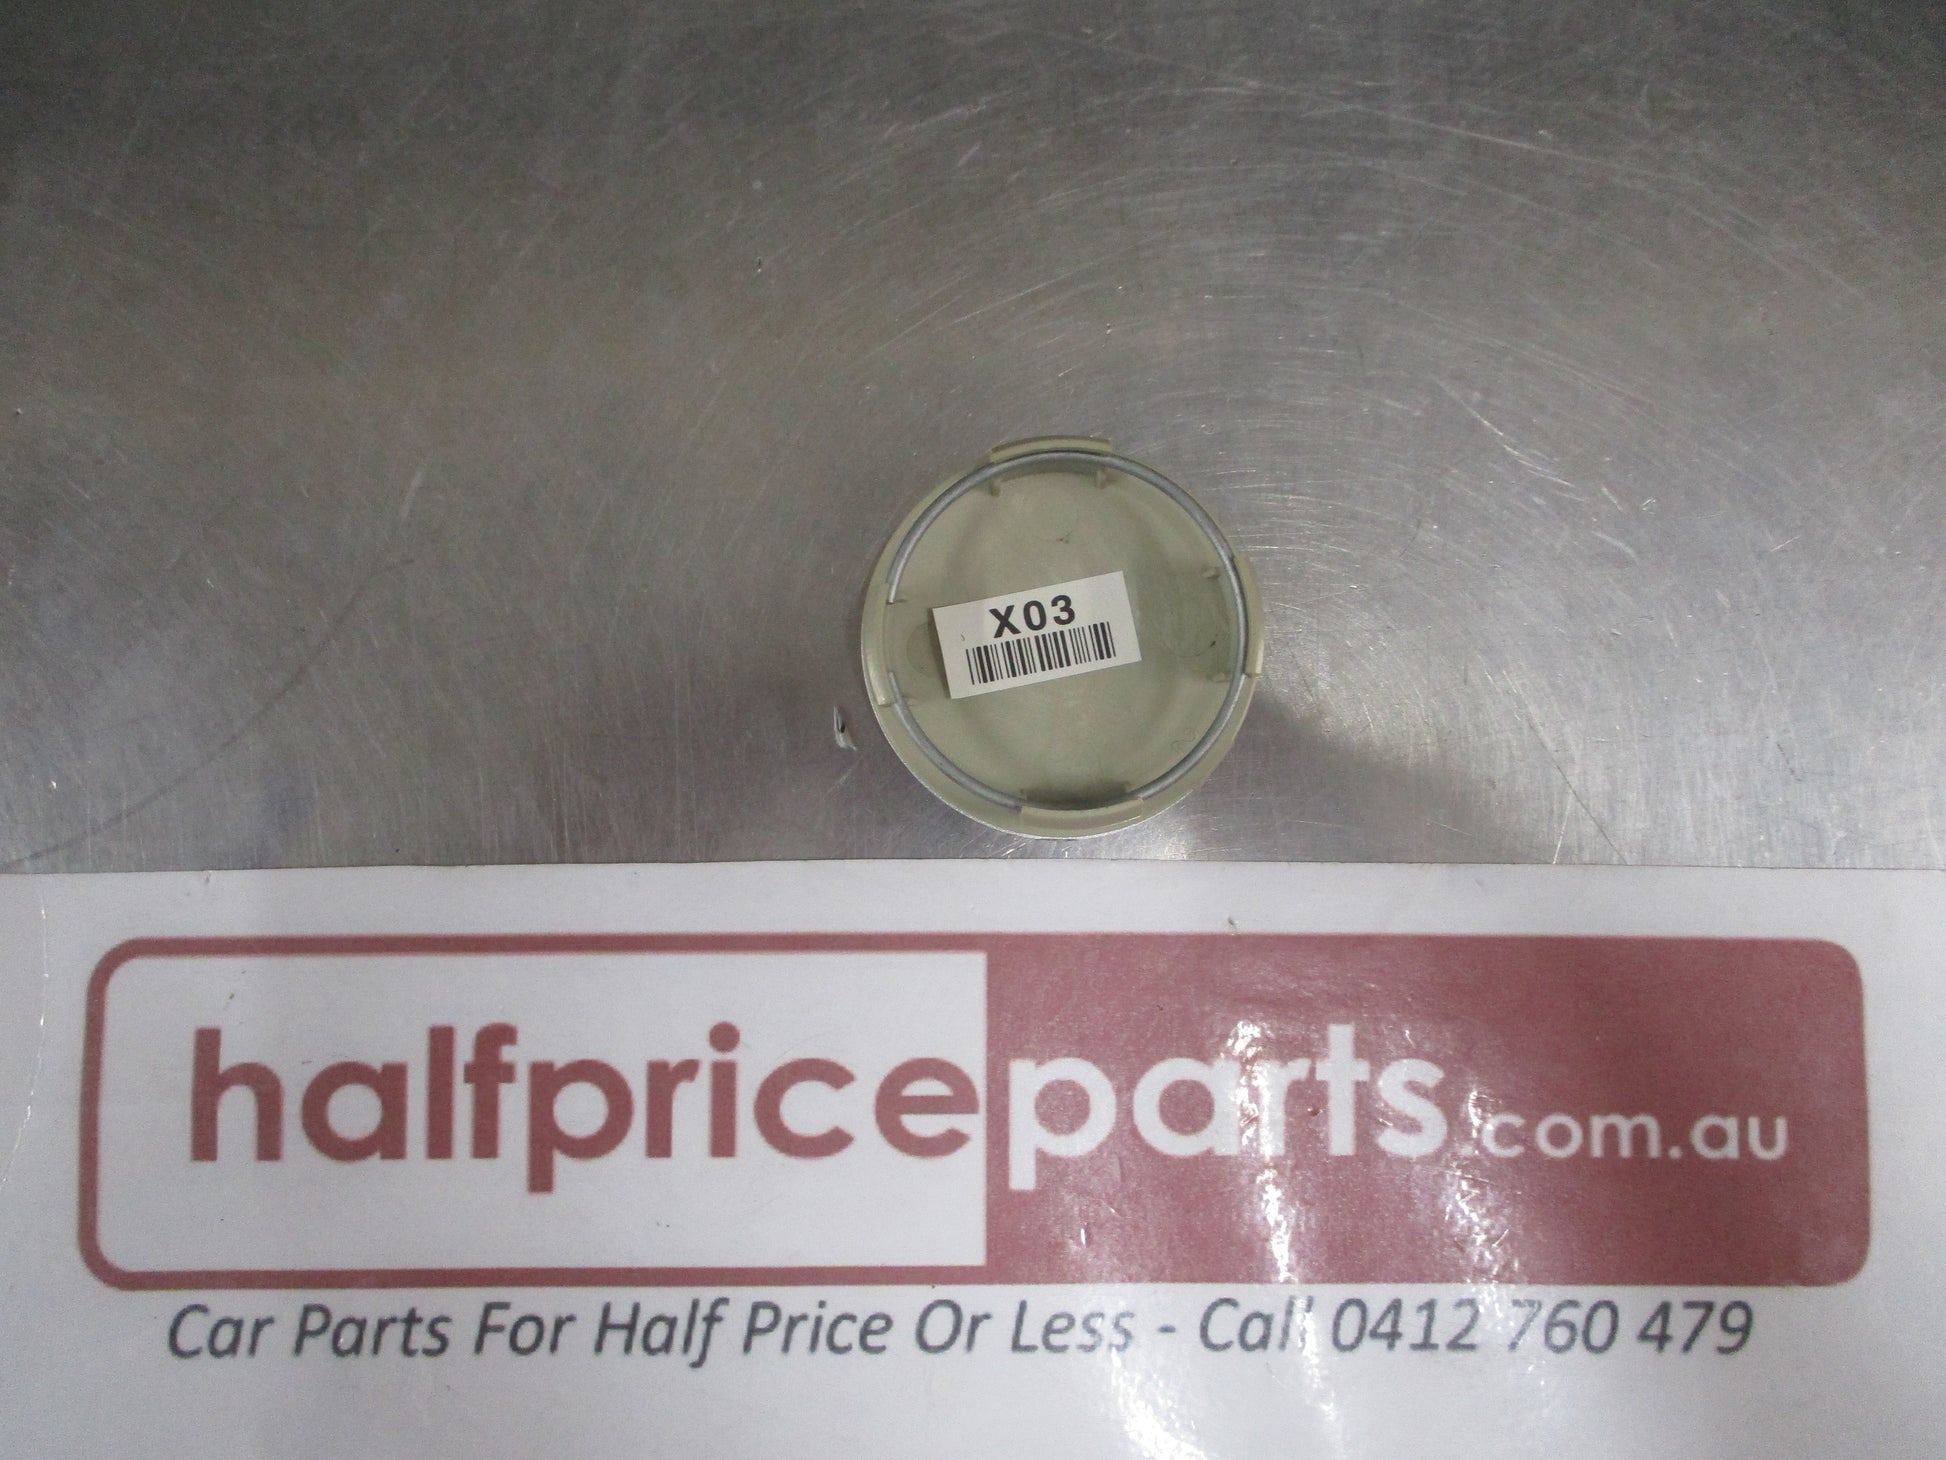 X03
halfpriceparts.com.au
Car Parts For Half Price Or Less - Call 0412 760 479